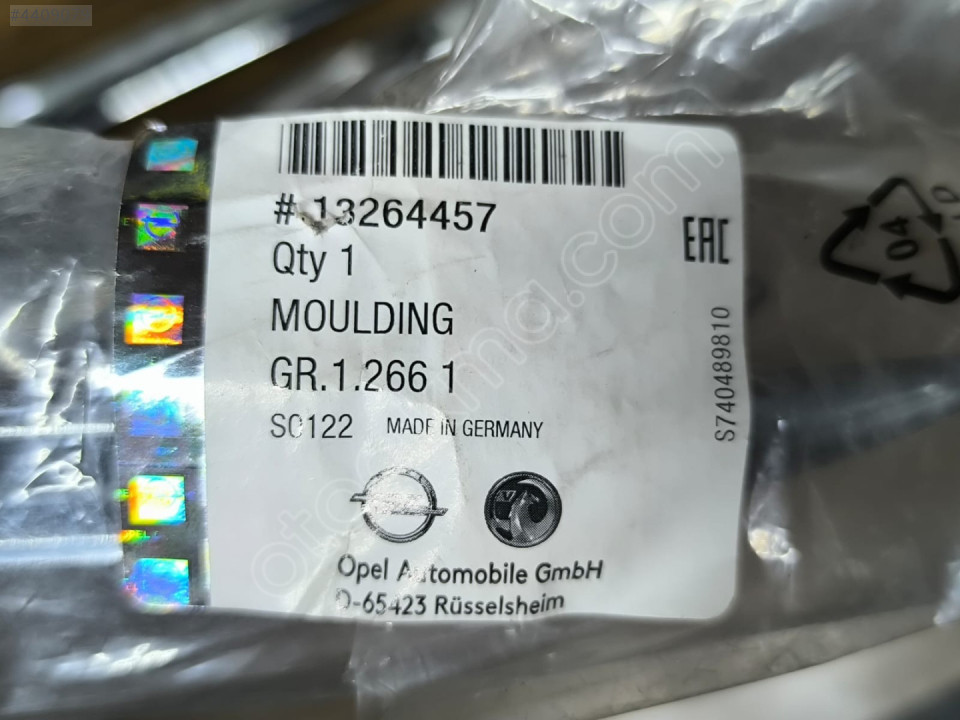 # 13264457
Qty 1
MOULDING
GR.1.266 1
SC122 MADE IN GERMANY
Opel Automobile GmbH
D-65423 Rüsselsheim
EAC
S740489810
04